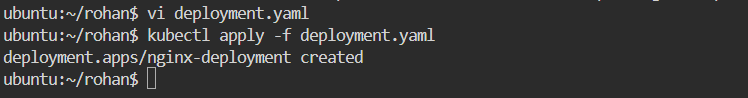 ubuntu:~/rohan$ vi deployment.yaml
ubuntu:~/rohan$ kubectl apply -f deployment.yaml
deployment.apps/nginx-deployment created
ubuntu:~/rohan$